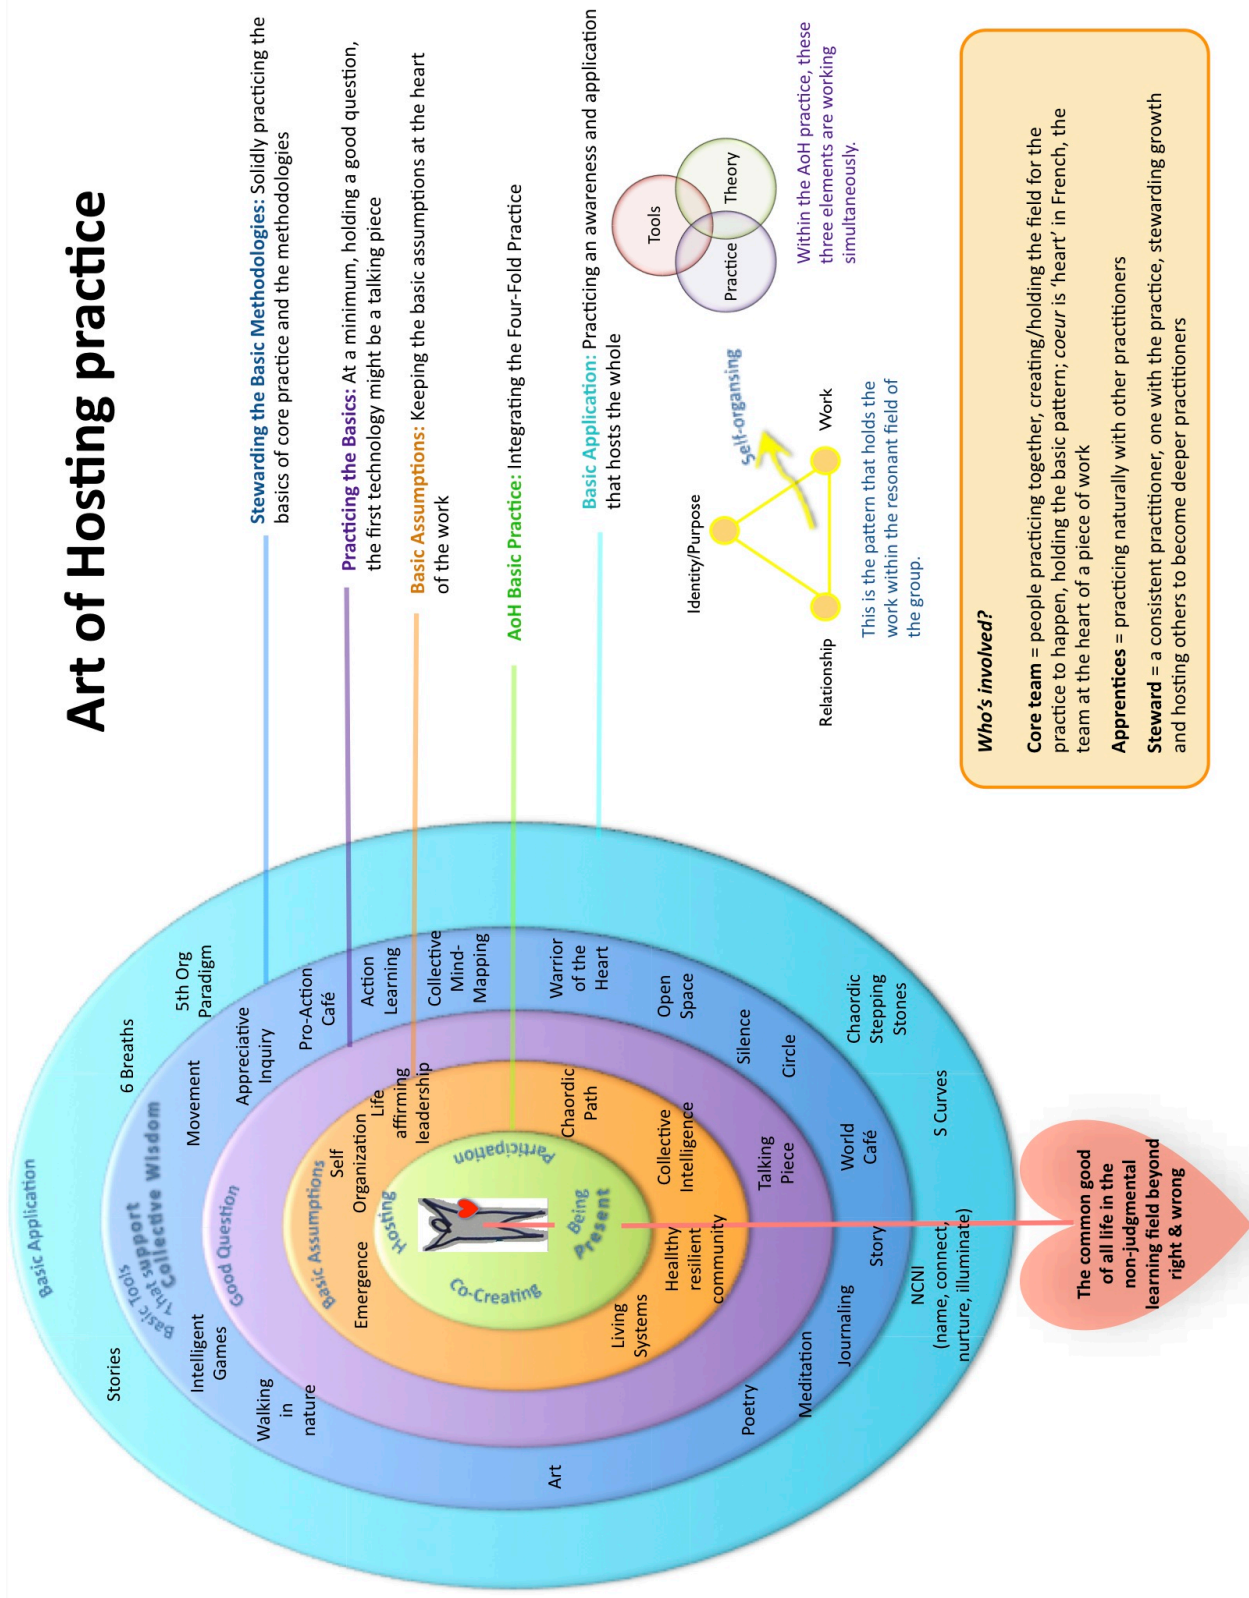 Art of Hosting practice
Basic Application
Stories
6 Breaths
5th Org
Paradigm
Basic Tools
That support
Collective Wisdom
Intelligent
Games
Movement
Walking
in
nature
Appreciative
Inquiry
Pro-Action
Café
Action
Learning
Collective
Mind-
Mapping
Warrior
of the
Heart
Open
Space
Silence
Circle
World
Café
Story
Journaling
Meditation
Poetry
Art
Good Question
Talking
Piece
Basic Assumptions
Emergence
Self
Organization
Life
affirming
leadership
Chaordic
Path
Collective
Intelligence
Healthy
resilient
community
Living
Systems
Hosting
Participation
Being
Present
Co-Creating
Chaordic
Stepping
Stones
S Curves
NCNI
(name, connect,
nurture, illuminate)
The common good
of all life in the
non-judgmental
learning field beyond
right & wrong
Stewarding the Basic Methodologies: Solidly practicing the
basics of core practice and the methodologies
Practicing the Basics: At a minimum, holding a good question,
the first technology might be a talking piece
Basic Assumptions: Keeping the basic assumptions at the heart
of the work
AoH Basic Practice: Integrating the Four-Fold Practice
Basic Application: Practicing an awareness and application
that hosts the whole
Identity/Purpose
Relationship
Work
Self-organsing
This is the pattern that holds the
work within the resonant field of
the group.
Tools
Practice
Theory
Within the AoH practice, these
three elements are working
simultaneously.
Who's involved?
Core team = people practicing together, creating/holding the field for the
practice to happen, holding the basic pattern; coeur is 'heart' in French, the
team at the heart of a piece of work
Apprentices = practicing naturally with other practitioners
Steward = a consistent practitioner, one with the practice, stewarding growth
and hosting others to become deeper practitioners